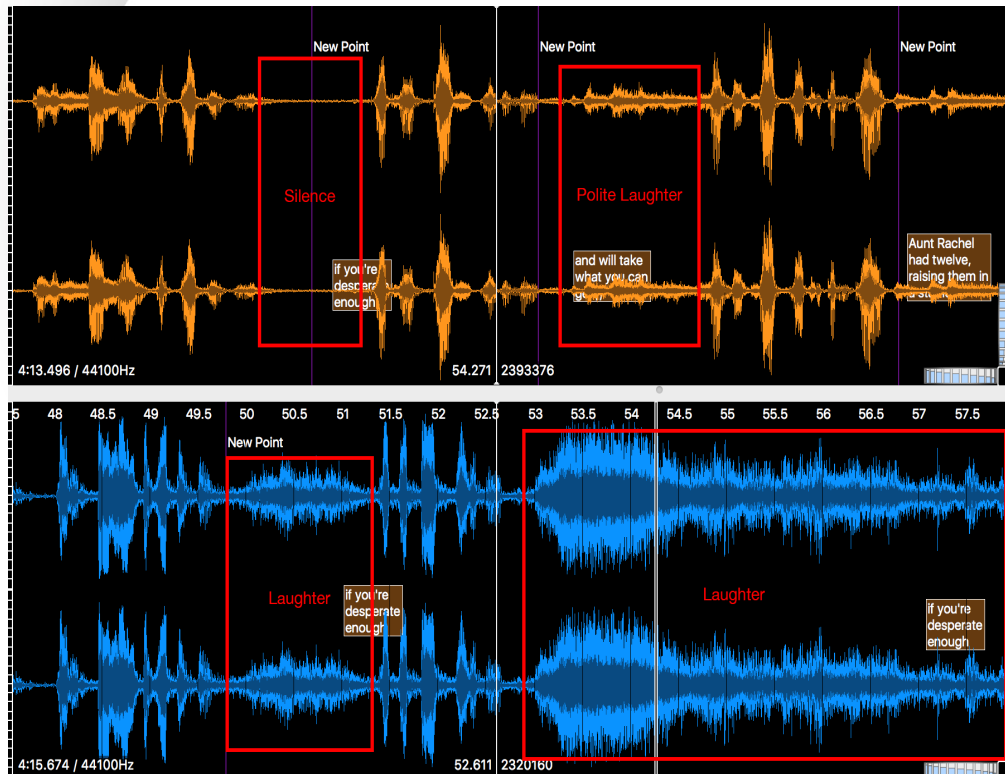 New Point
New Point
New Point
Silence
Polite Laughter
if you're
desperate
enough
and will take
what you can
Aunt Rachel
had twelve,
raising them in
4:13.496 / 44100Hz
54.271
2393376
5 48 48.5 49 49.5 50 50.5 51 51.5 52 52.5 53 53.5 54 54.5 55 55.5 56 56.5 57 57.5
New Point
Laughter
Laughter
if you're
desperate
enough
if you're
desperate
enough
4:15.674 / 44100Hz
52.611
2320160